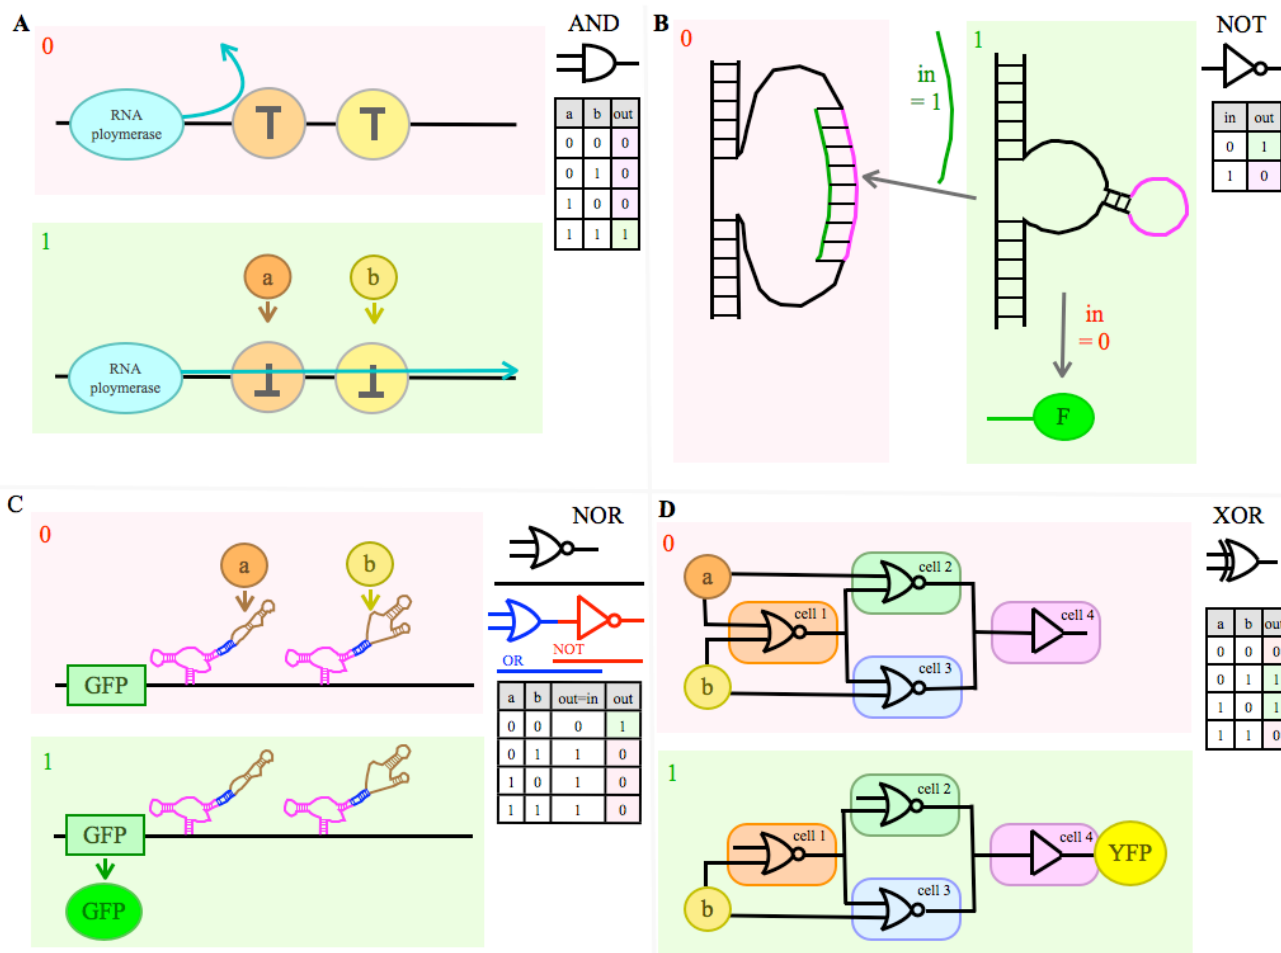 A
0
AND
RNA
ploymerase
T
T
a b out
0 0 0
0 1 0
1 0 0
1 1 1
1
a
b
RNA
ploymerase
T
T
B
0
in
= 1
1
NOT
in out
0 1
1 0
in
= 0
F
C
0
NOR
a
b
GFP
NOT
OR
a b out=in out
0 0 0 1
0 1 1 0
1 0 1 0
1 1 1 0
1
GFP
GFP
D
0
XOR
a
cell 2
cell 1
cell 4
b
cell 3
a b out
0 0 0
0 1 1
1 0 1
1 1 0
1
cell 2
cell 1
cell 4
YFP
b
cell 3